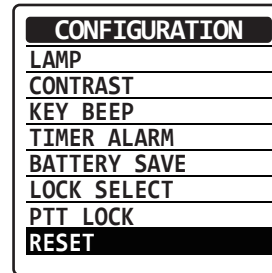 CONFIGURATION
LAMP
CONTRAST
KEY BEEP
TIMER ALARM
BATTERY SAVE
LOCK SELECT
PTT LOCK
RESET